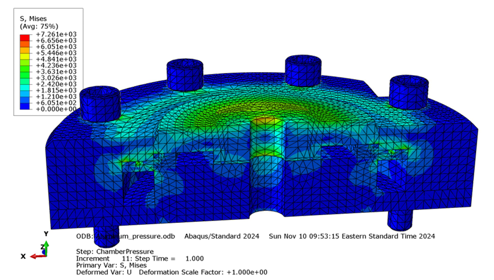 S, Mises
(Avg: 75%)
+7.261e+03
+6.656e+03
+6.051e+03
+5.446e+03
+4.841e+03
+4.236e+03
+3.631e+03
+3.026e+03
+2.420e+03
+1.815e+03
+1.210e+03
+6.051e+02
+0.000e+00
Y
Z
X
ODB: um_pressure.odb Abaqus/Standard 2024 Sun Nov 10 09:53:15 Eastern Standard Time 2024
Step: ChamberPressure
Increment 11: Step Time = 1.000
Primary Var: S, Mises
Deformed Var: U Deformation Scale Factor: +1.000e+00